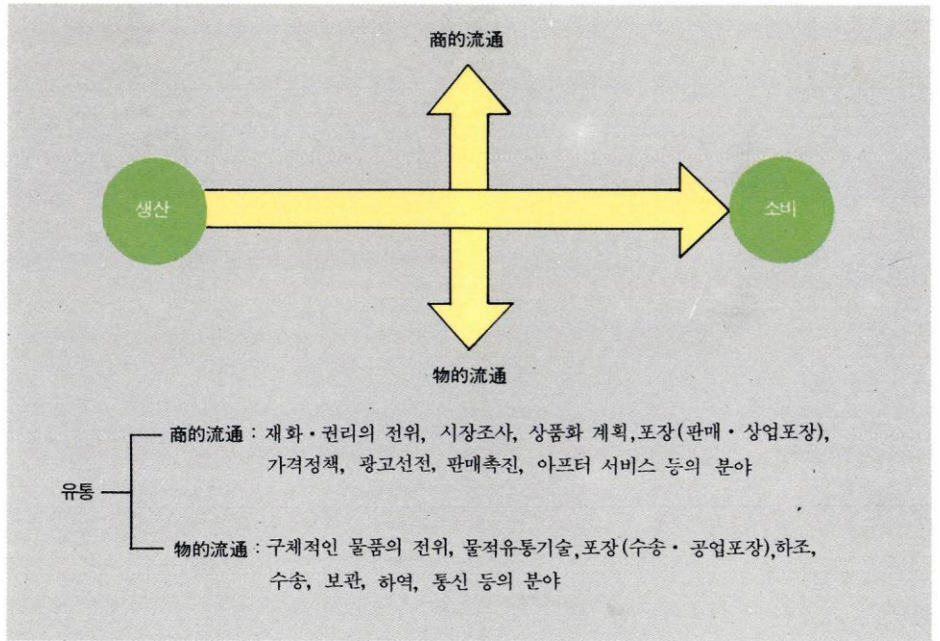 商的流通
생산
소비
物的流通
商的流通 : 재화·권리의 전위, 시장조사, 상품화 계획,포장(판매·상업포장),
가격정책, 광고선전, 판매촉진, 아프터 서비스 등의 분야
유통
物的流通 : 구체적인 물품의 전위, 물적유통기술,포장(수송·공업포장),하조,
수송, 보관, 하역, 통신 등의 분야